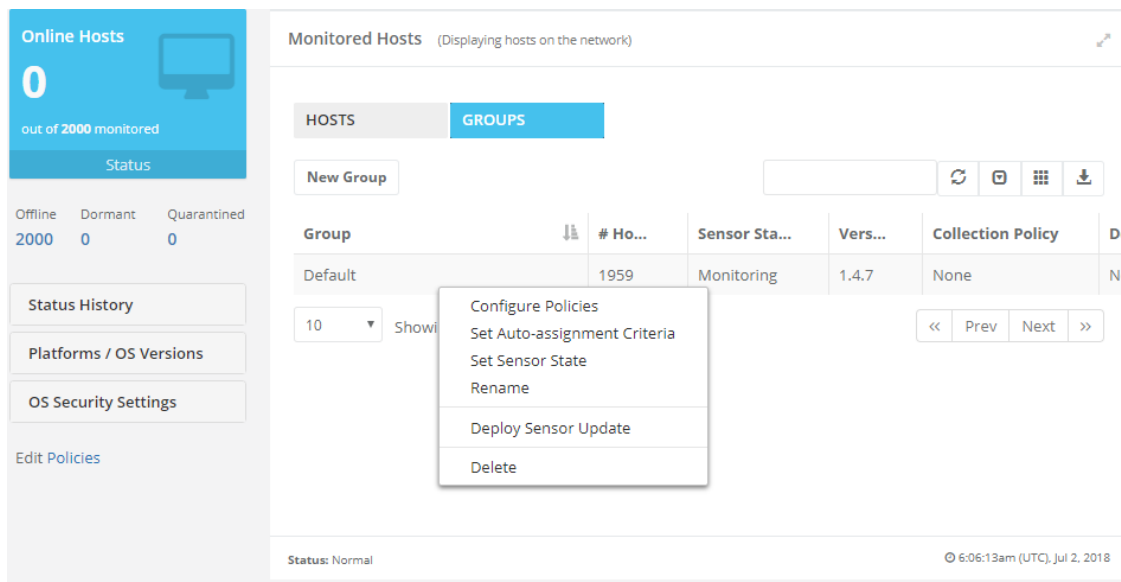 Online Hosts
0
out of 2000 monitored
Status
Offline Dormant Quarantined
2000 0 0
Status History
Platforms / OS Versions
OS Security Settings
Edit Policies
Monitored Hosts (Displaying hosts on the network)
HOSTS GROUPS
New Group
Group # Ho... Sensor Sta... Vers... Collection Policy D
Default 1959 Monitoring 1.4.7 None N
10 Showi Prev Next
Configure Policies
Set Auto-assignment Criteria
Set Sensor State
Rename
Deploy Sensor Update
Delete
Status: Normal 6:06:13am (UTC), Jul 2, 2018